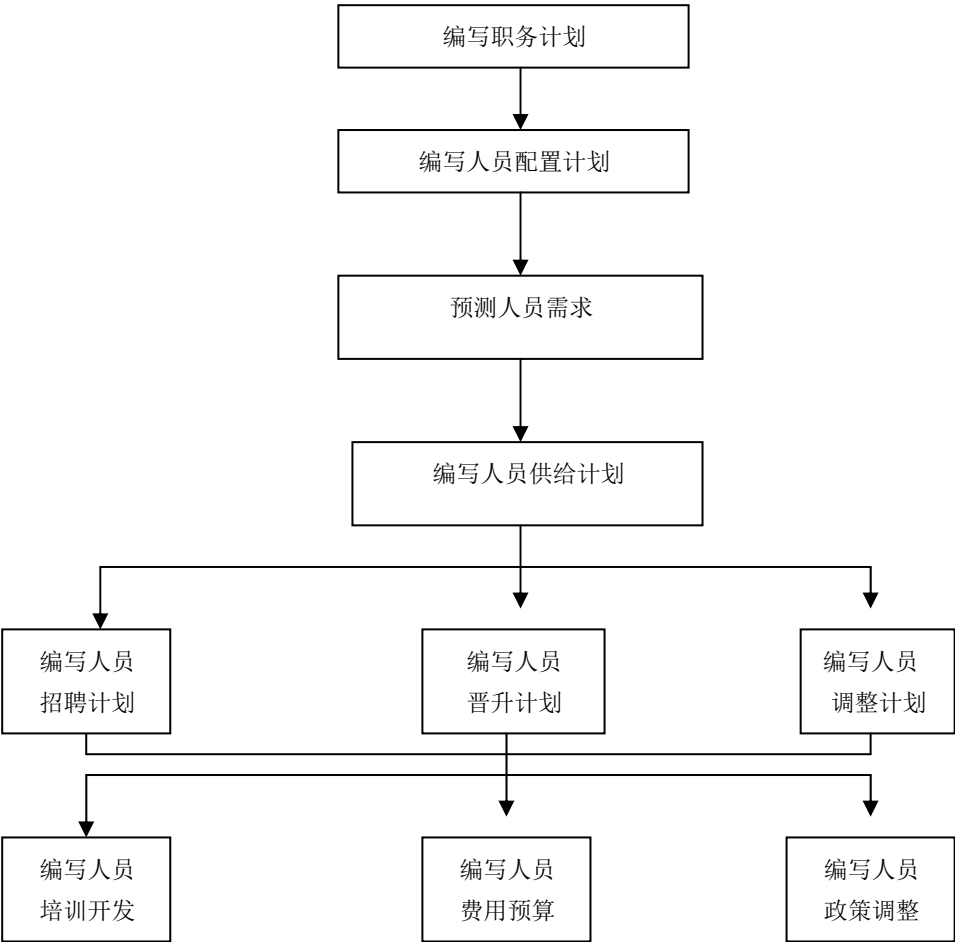 编写职务计划
编写人员配置计划
预测人员需求
编写人员供给计划
编写人员
招聘计划
编写人员
晋升计划
编写人员
调整计划
编写人员
培训开发
编写人员
费用预算
编写人员
政策调整